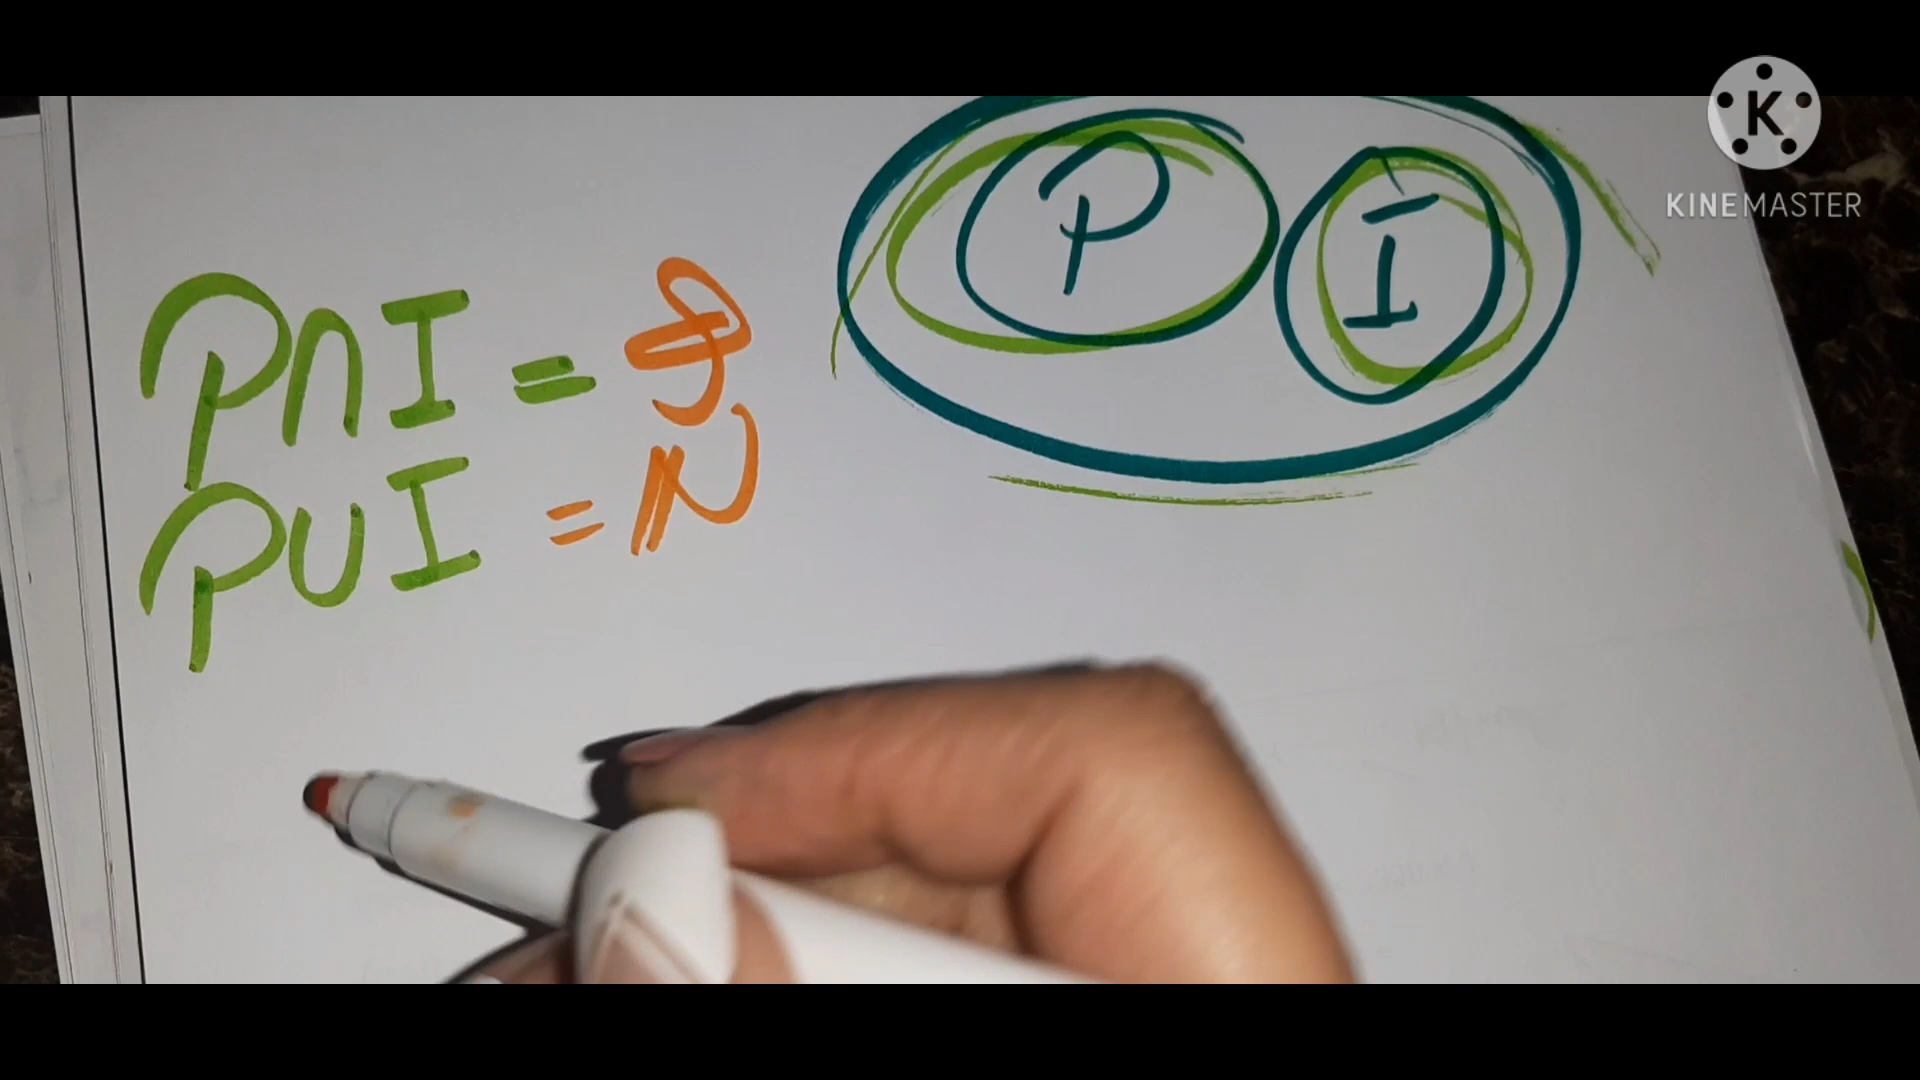 P I
P∩I = ф
P∪I = N
K
KINEMASTER